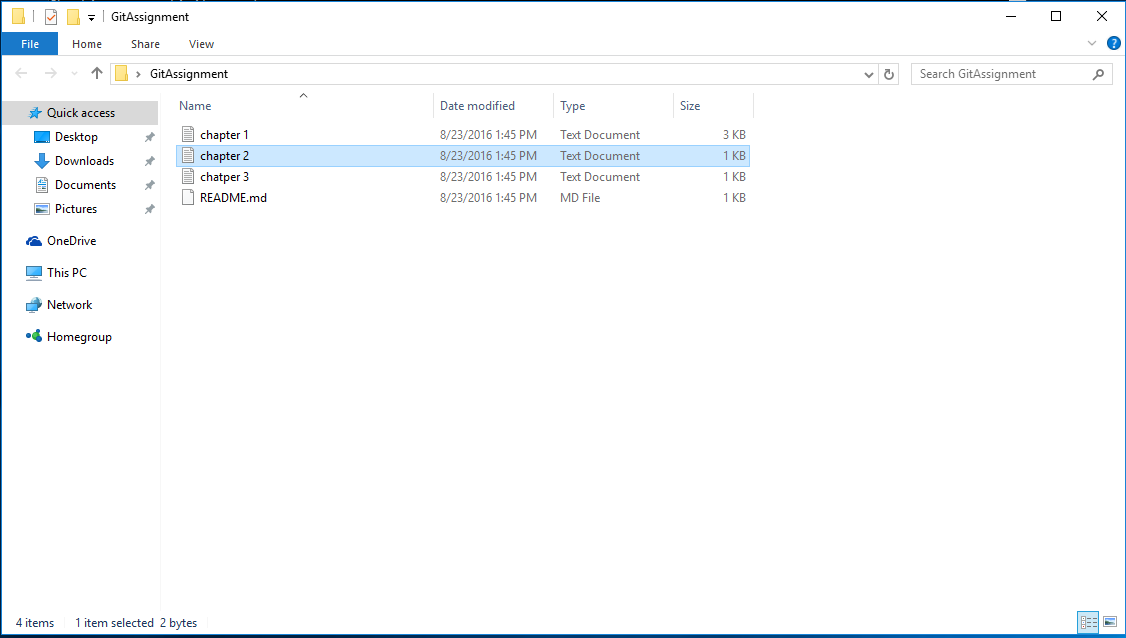 GitAssignment
File Home Share View
GitAssignment Search GitAssignment
Name Date modified Type Size
Quick access
Desktop
Downloads
Documents
Pictures
OneDrive
This PC
Network
Homegroup
chapter 1 8/23/2016 1:45 PM Text Document 3 KB
chapter 2 8/23/2016 1:45 PM Text Document 1 KB
chatper 3 8/23/2016 1:45 PM Text Document 1 KB
README.md 8/23/2016 1:45 PM MD File 1 KB
4 items 1 item selected 2 bytes